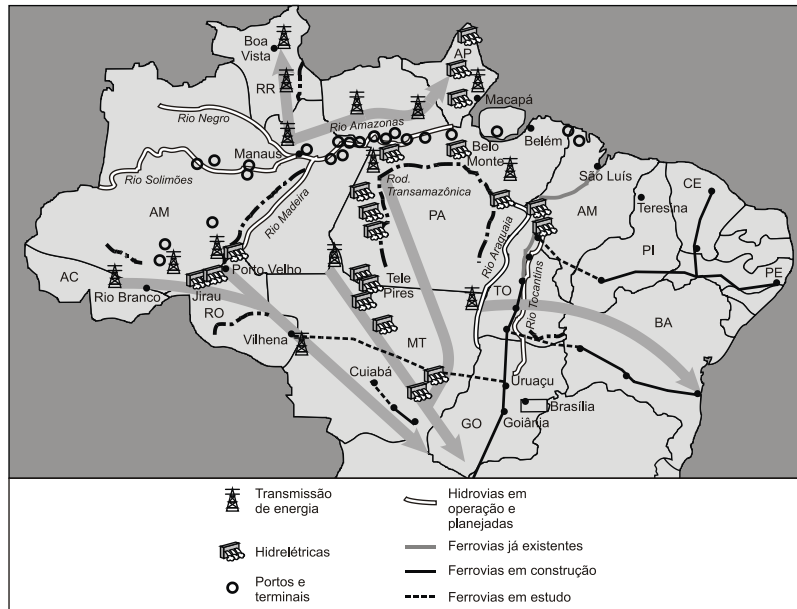 Boa
Vista
RR
AP
Macapá
Rio Negro
Rio Amazonas
Manaus
Belo
Monte
Belém
Rio Solimões
Rio Madeira
Rod.
Transamazônica
São Luís
CE
AM
PA
Rio Araguaia
AM
Teresina
PI
AC
Rio Branco
Porto Velho
Jirau
Tele
Pires
TO
Rio Tocantins
PE
RO
Vilhena
MT
BA
Cuiabá
Uruaçu
Brasília
GO
Goiânia
Transmissão
de energia
Hidrelétricas
Portos e
terminais
Hidrovias em
operação e
planejadas
Ferrovias já existentes
Ferrovias em construção
Ferrovias em estudo